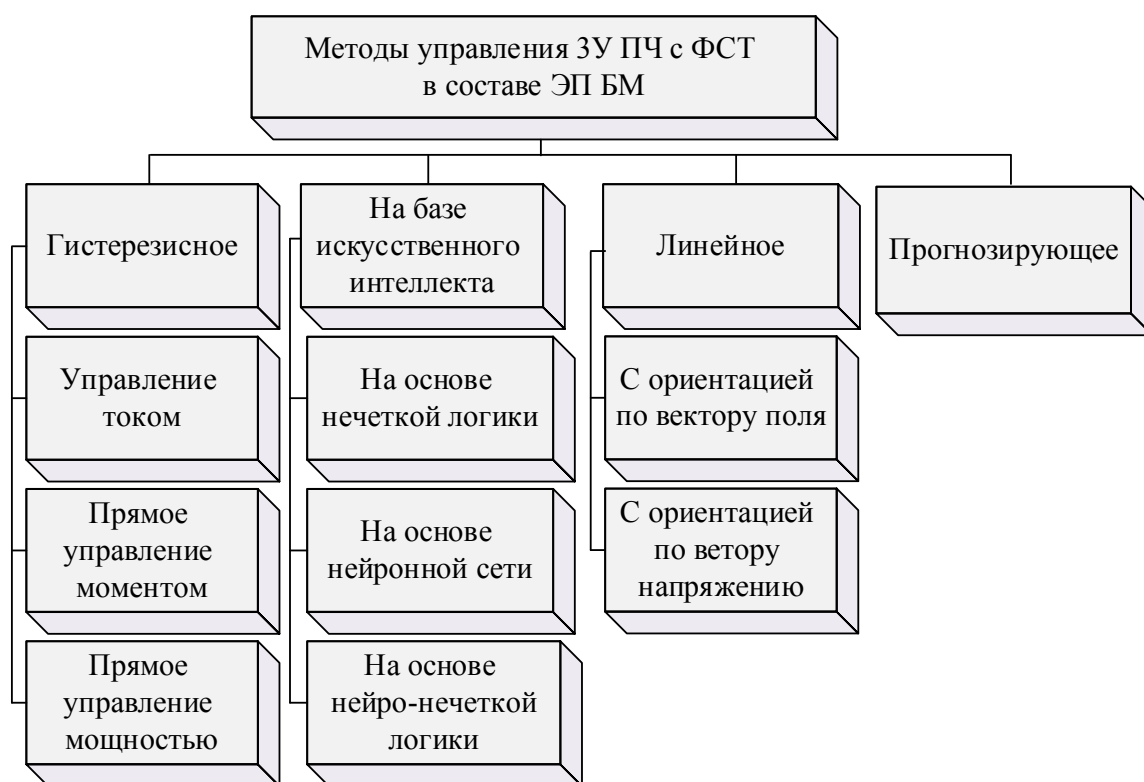 Методы управления 3У ПЧ с ФСТ
в составе ЭП БМ
Гистерезисное
Управление
током
Прямое
управление
моментом
Прямое
управление
мощностью
На базе
искусственного
интеллекта
На основе
нечеткой логики
На основе
нейронной сети
На основе
нейро-нечеткой
логики
Линейное
С ориентацией
по вектору поля
С ориентацией
по ветору
напряжению
Прогнозирующее